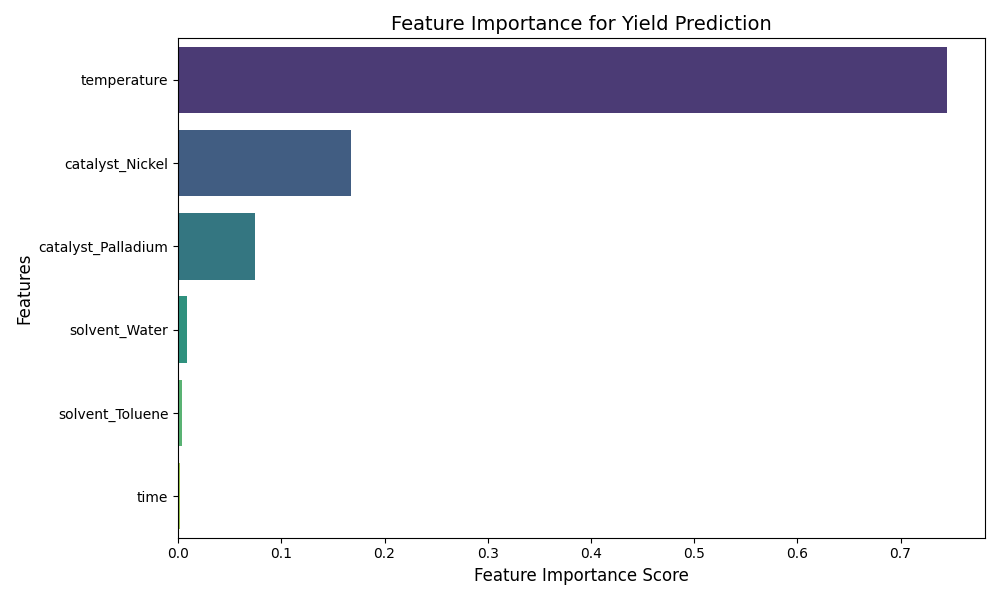 Feature Importance for Yield Prediction
temperature
catalyst_Nickel
catalyst_Palladium
solvent_Water
solvent_Toluene
time
Features
0.0 0.1 0.2 0.3 0.4 0.5 0.6 0.7
Feature Importance Score